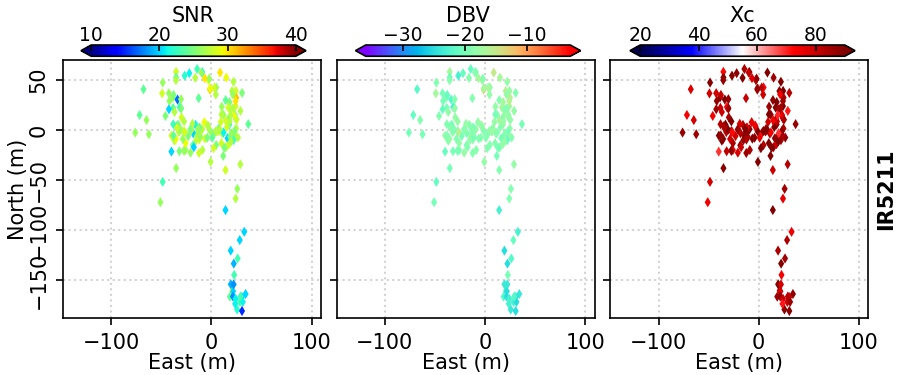 SNR DBV Xc
10 20 30 40 −30 −20 −10 20 40 60 80
50
0
−50
−100
−150
North (m)
IR5211
−100 0 100 −100 0 100 −100 0 100
East (m) East (m) East (m)